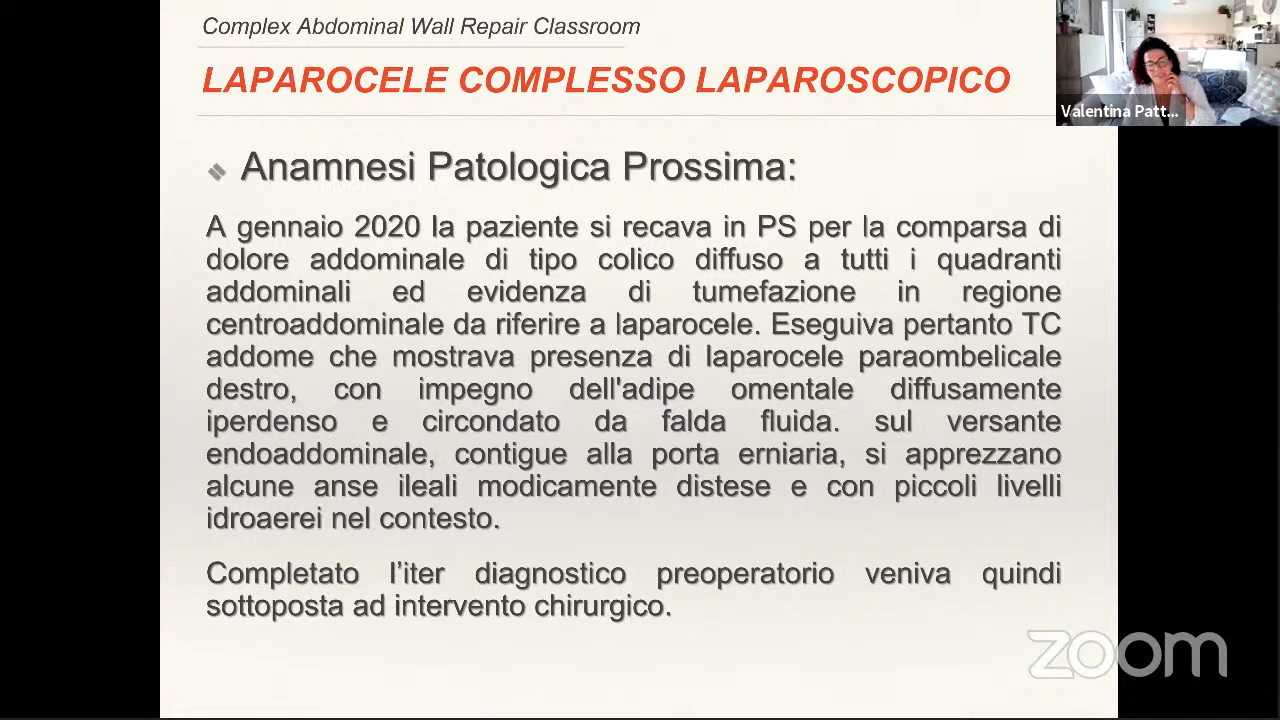 Complex Abdominal Wall Repair Classroom
LAPAROCELE COMPLESSO LAPAROSCOPICO
Valentina Patt...
Anamnesi Patologica Prossima:
A gennaio 2020 la paziente si recava in PS per la comparsa di
dolore addominale di tipo colico diffuso a tutti i quadranti
addominali ed evidenza di tumefazione in regione
centroaddominale da riferire a laparocele. Eseguiva pertanto TC
addome che mostrava presenza di laparocele paraombelicale
destro, con impegno dell'adipe omentale diffusamente
iperdenso e circondato da falda fluida. sul versante
endoaddominale, contigue alla porta erniaria, si apprezzano
alcune anse ileali modicamente distese e con piccoli livelli
idroaerei nel contesto.
Completato l’iter diagnostico preoperatorio veniva quindi
sottoposta ad intervento chirurgico.
zoom